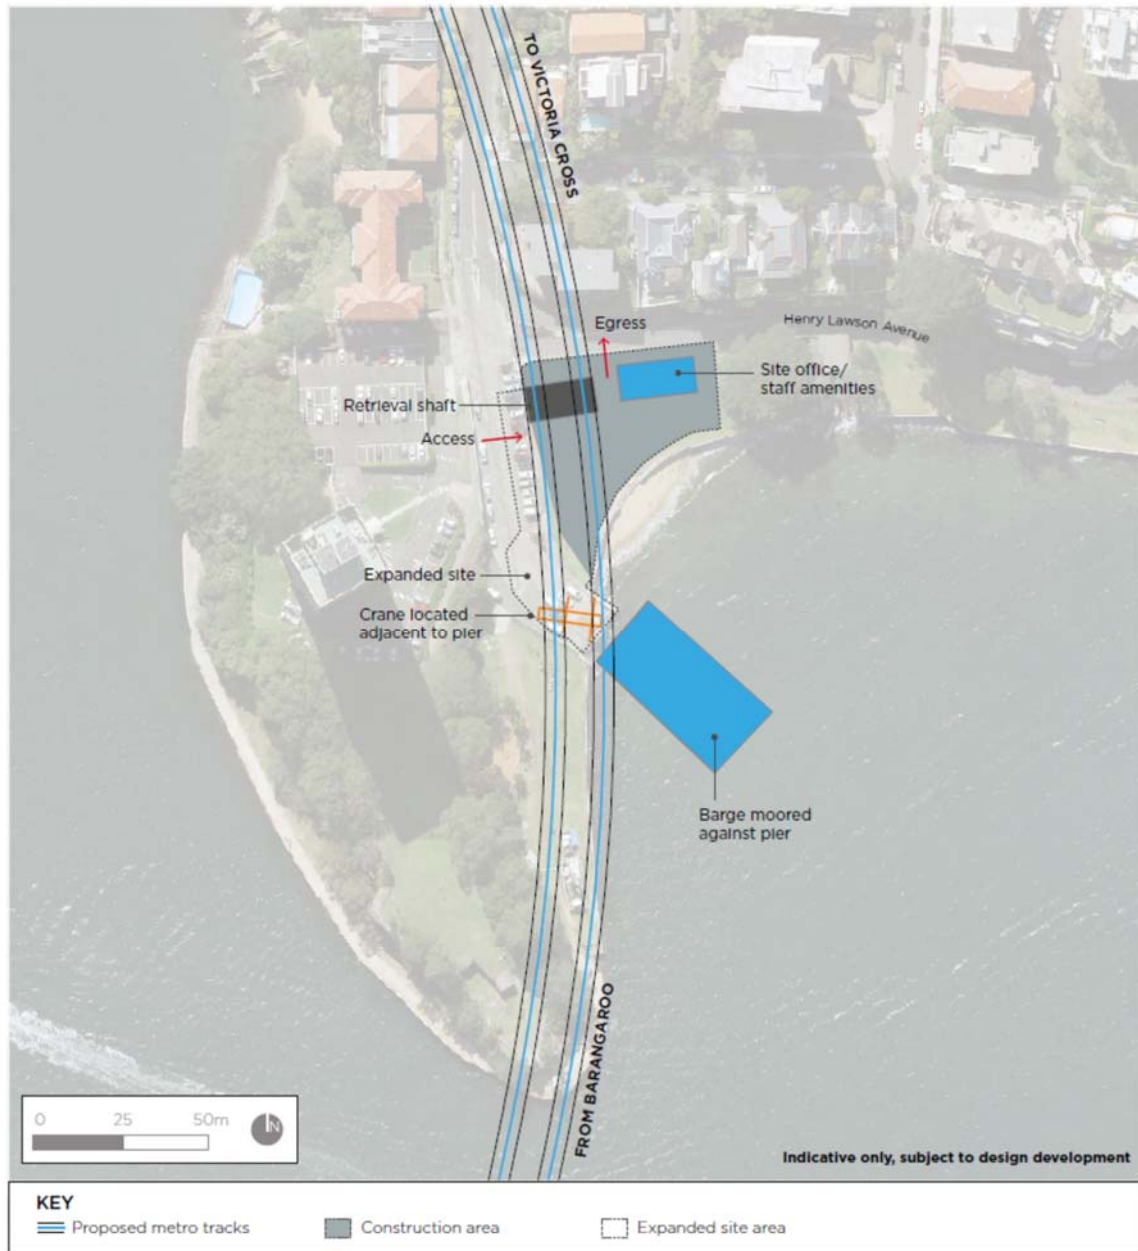 TO VICTORIA CROSS
Egress
Henry Lawson Avenue
Site office/
staff amenities
Retrieval shaft
Access
Expanded site
Crane located
adjacent to pier
Barge moored
against pier
FROM BARANGAROO
0 25 50m
N
Indicative only, subject to design development
KEY
Proposed metro tracks
Construction area
Expanded site area